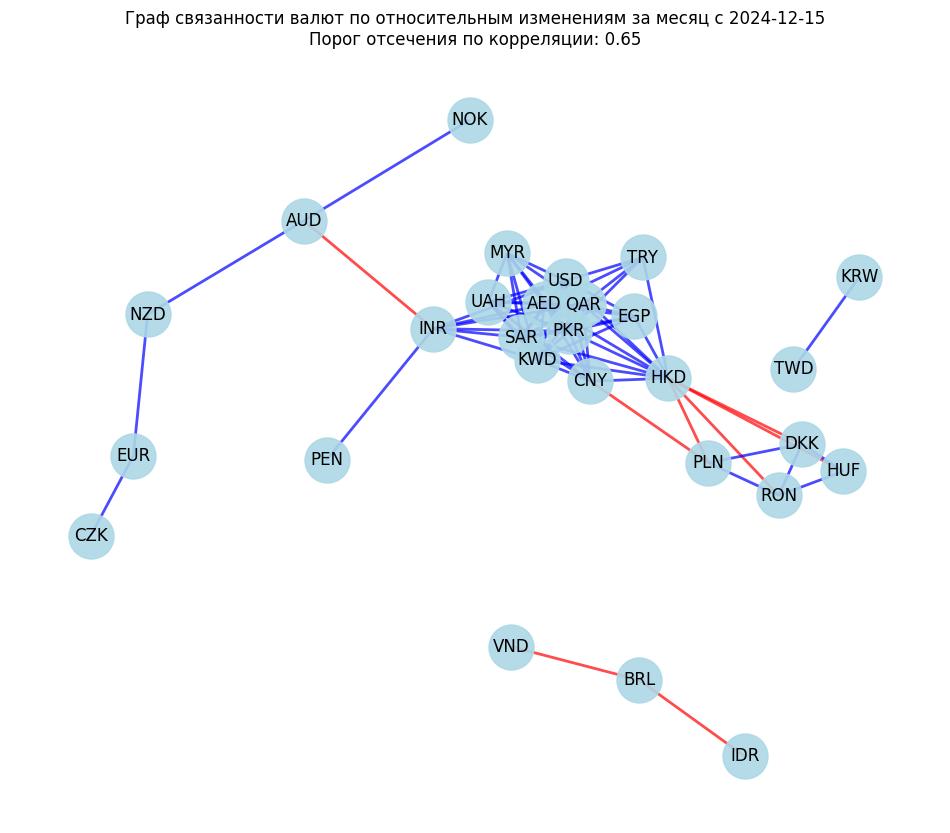 Граф связанности валют по относительным изменениям за месяц с 2024-12-15
Порог отсечения по корреляции: 0.65
NOK
AUD
MYR
TRY
KRW
USD
UAH
AED
QAR
NZD
EGP
INR
PKR
SAR
KWD
TWD
CNY
HKD
DKK
EUR
PEN
PLN
HUF
RON
CZK
VND
BRL
IDR